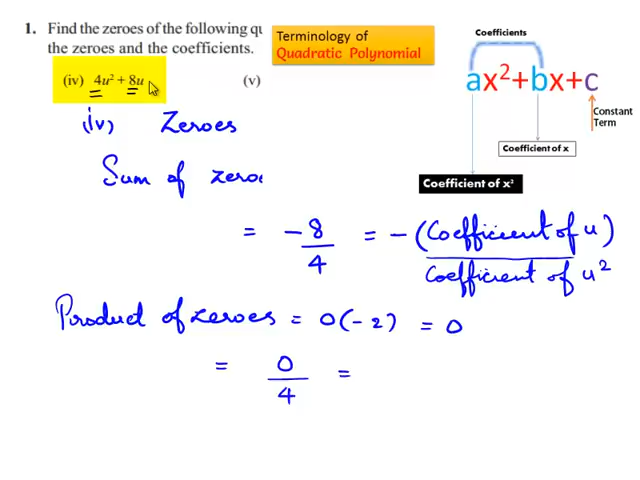 1. Find the zeroes of the following
the zeroes and the coefficients.
(iv) 4u² + 8u
(v)
Terminology of
Quadratic Polynomial
Coefficients
ax²+bx+c
Constant
Term
Coefficient of x
Coefficient of x²
(iv) Zeroes
Sum of
= -8/4 = - (Coefficient of u)/Coefficient of u²
Product of zeroes = 0(-2) = 0
= 0/4 =